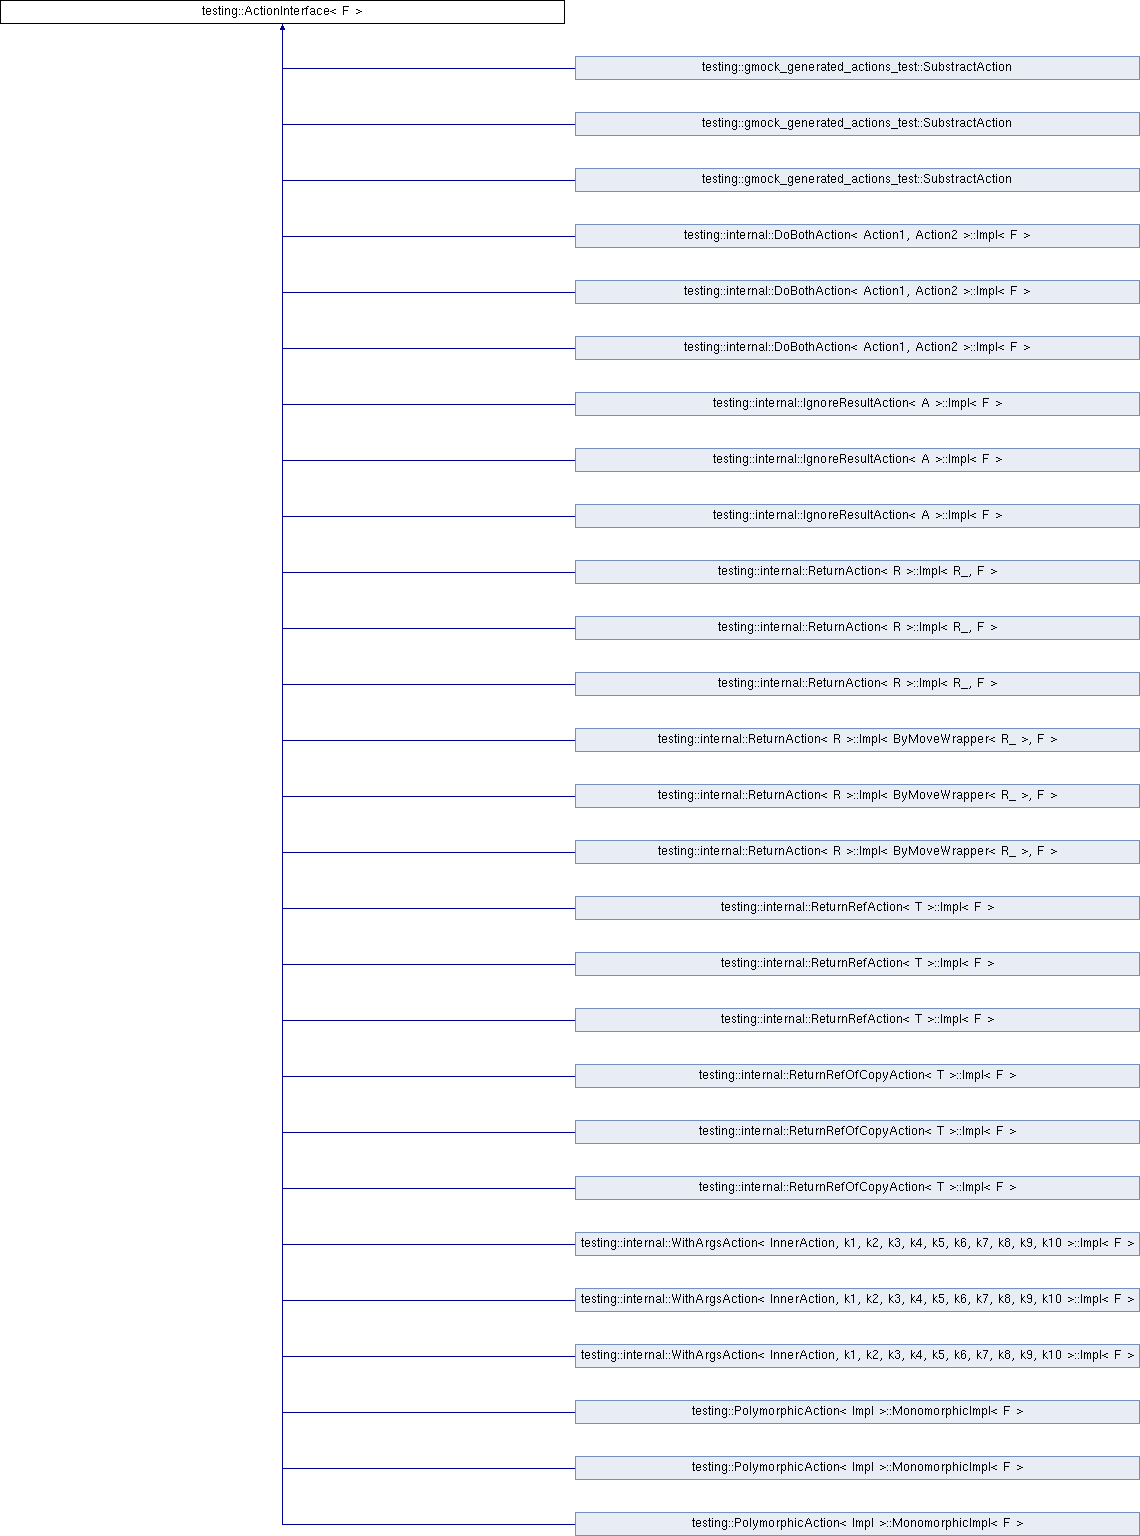 testing::ActionInterface< F >
testing::gmock_generated_actions_test::SubstractAction
testing::gmock_generated_actions_test::SubstractAction
testing::gmock_generated_actions_test::SubstractAction
testing::internal::DoBothAction< Action1, Action2 >::Impl< F >
testing::internal::DoBothAction< Action1, Action2 >::Impl< F >
testing::internal::DoBothAction< Action1, Action2 >::Impl< F >
testing::internal::IgnoreResultAction< A >::Impl< F >
testing::internal::IgnoreResultAction< A >::Impl< F >
testing::internal::IgnoreResultAction< A >::Impl< F >
testing::internal::ReturnAction< R >::Impl< R_, F >
testing::internal::ReturnAction< R >::Impl< R_, F >
testing::internal::ReturnAction< R >::Impl< R_, F >
testing::internal::ReturnAction< R >::Impl< ByMoveWrapper< R_ >, F >
testing::internal::ReturnAction< R >::Impl< ByMoveWrapper< R_ >, F >
testing::internal::ReturnAction< R >::Impl< ByMoveWrapper< R_ >, F >
testing::internal::ReturnRefAction< T >::Impl< F >
testing::internal::ReturnRefAction< T >::Impl< F >
testing::internal::ReturnRefAction< T >::Impl< F >
testing::internal::ReturnRefOfCopyAction< T >::Impl< F >
testing::internal::ReturnRefOfCopyAction< T >::Impl< F >
testing::internal::ReturnRefOfCopyAction< T >::Impl< F >
testing::internal::WithArgsAction< InnerAction, k1, k2, k3, k4, k5, k6, k7, k8, k9, k10 >::Impl< F >
testing::internal::WithArgsAction< InnerAction, k1, k2, k3, k4, k5, k6, k7, k8, k9, k10 >::Impl< F >
testing::internal::WithArgsAction< InnerAction, k1, k2, k3, k4, k5, k6, k7, k8, k9, k10 >::Impl< F >
testing::PolymorphicAction< Impl >::MonomorphicImpl< F >
testing::PolymorphicAction< Impl >::MonomorphicImpl< F >
testing::PolymorphicAction< Impl >::MonomorphicImpl< F >